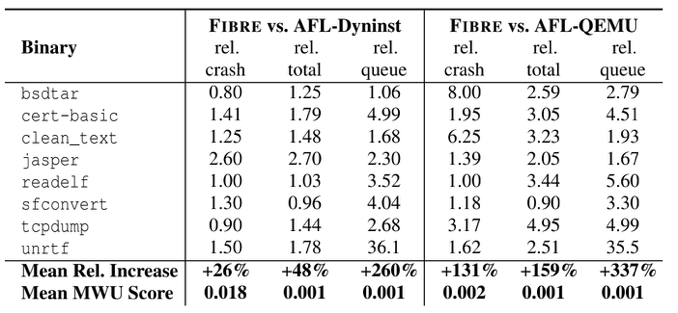 FIBRE vs. AFL-Dyninst FIBRE vs. AFL-QEMU
Binary rel. rel. rel. rel. rel. rel.
crash total queue crash total queue
bsdtar 0.80 1.25 1.06 8.00 2.59 2.79
cert-basic 1.41 1.79 4.99 1.95 3.05 4.51
clean_text 1.25 1.48 1.68 6.25 3.23 1.93
jasper 2.60 2.70 2.30 1.39 2.05 1.67
readelf 1.00 1.03 3.52 1.00 3.44 5.60
sfconvert 1.30 0.96 4.04 1.18 0.90 3.30
tcpdump 0.90 1.44 2.68 3.17 4.95 4.99
unrtf 1.50 1.78 36.1 1.62 2.51 35.5
Mean Rel. Increase +26% +48% +260% +131% +159% +337%
Mean MWU Score 0.018 0.001 0.001 0.002 0.001 0.001